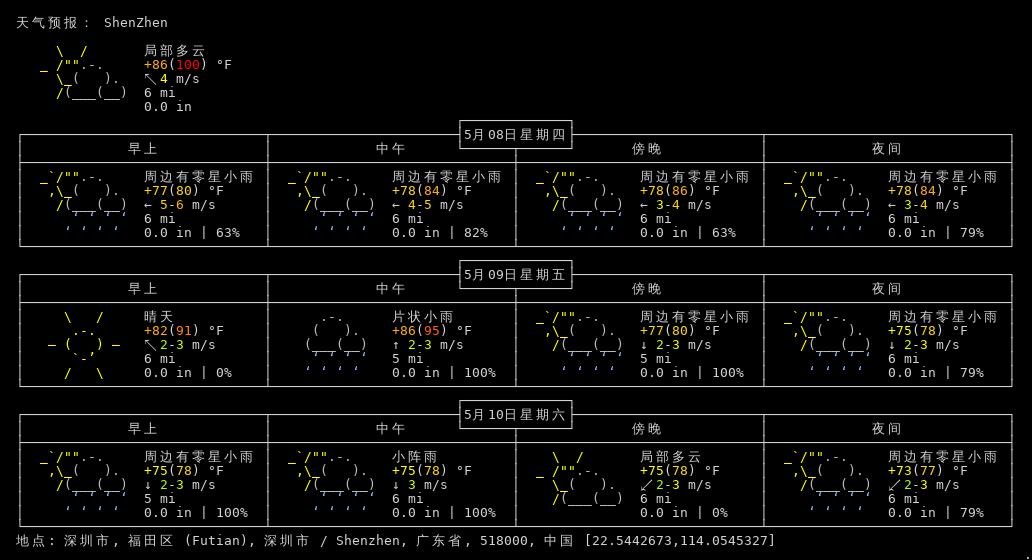 天气预报： ShenZhen
局部多云
+86(100) °F
↖ 4 m/s
6 mi
0.0 in
5月08日星期四
早上 中午 傍晚 夜间
周边有零星小雨 周边有零星小雨 周边有零星小雨 周边有零星小雨
+77(80) °F +78(84) °F +78(86) °F +78(84) °F
← 5-6 m/s ← 4-5 m/s ← 3-4 m/s ← 3-4 m/s
6 mi 6 mi 6 mi 6 mi
0.0 in | 63% 0.0 in | 82% 0.0 in | 63% 0.0 in | 79%
5月09日星期五
早上 中午 傍晚 夜间
晴天 片状小雨 周边有零星小雨 周边有零星小雨
+82(91) °F +86(95) °F +77(80) °F +75(78) °F
↖ 2-3 m/s ↑ 2-3 m/s ↓ 2-3 m/s ↓ 2-3 m/s
6 mi 5 mi 5 mi 6 mi
0.0 in | 0% 0.0 in | 100% 0.0 in | 100% 0.0 in | 79%
5月10日星期六
早上 中午 傍晚 夜间
周边有零星小雨 小阵雨 局部多云 周边有零星小雨
+75(78) °F +75(78) °F +75(78) °F +73(77) °F
↓ 2-3 m/s ↓ 3 m/s ↙ 2-3 m/s ↙ 2-3 m/s
5 mi 6 mi 6 mi 6 mi
0.0 in | 100% 0.0 in | 100% 0.0 in | 0% 0.0 in | 79%
地点: 深圳市, 福田区 (Futian), 深圳市 / Shenzhen, 广东省, 518000, 中国 [22.5442673,114.0545327]